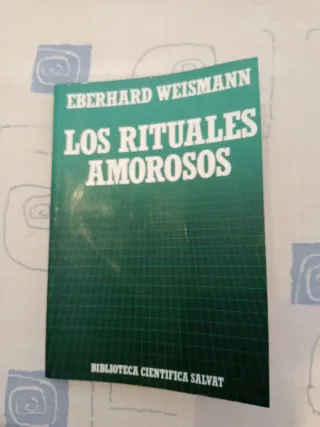 EBERHARD WEISMANN
LOS RITUALES
AMOROSOS
BIBLIOTECA CIENTIFICA SALVAT